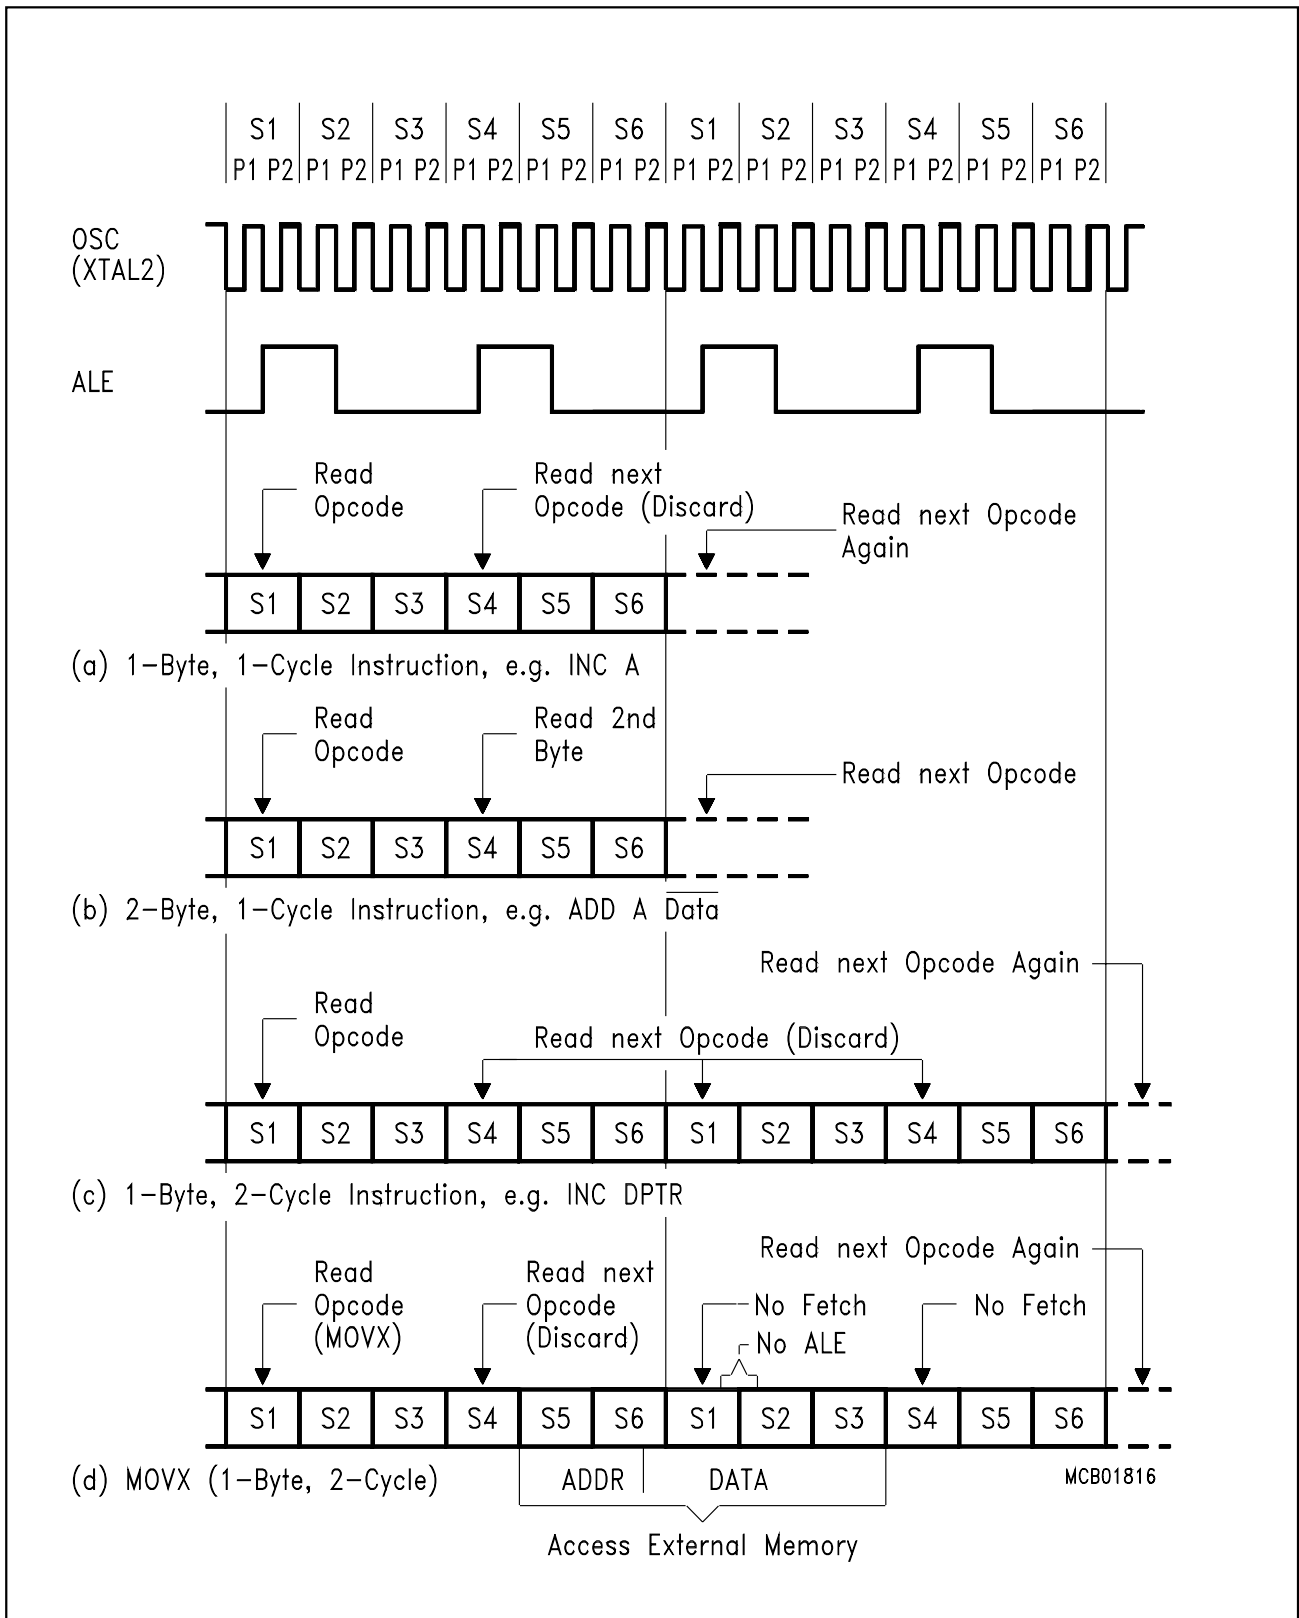 S1 S2 S3 S4 S5 S6 S1 S2 S3 S4 S5 S6
P1 P2 P1 P2 P1 P2 P1 P2 P1 P2 P1 P2 P1 P2 P1 P2 P1 P2 P1 P2 P1 P2 P1 P2
OSC
(XTAL2)
ALE
Read
Opcode
Read next
Opcode (Discard)
Read next Opcode
Again
S1 S2 S3 S4 S5 S6
(a) 1-Byte, 1-Cycle Instruction, e.g. INC A
Read
Opcode
Read 2nd
Byte
Read next Opcode
S1 S2 S3 S4 S5 S6
(b) 2-Byte, 1-Cycle Instruction, e.g. ADD A D̅a̅t̅a̅
Read next Opcode Again
Read
Opcode
Read next Opcode (Discard)
S1 S2 S3 S4 S5 S6 S1 S2 S3 S4 S5 S6
(c) 1-Byte, 2-Cycle Instruction, e.g. INC DPTR
Read next Opcode Again
Read
Opcode
(MOVX)
Read next
Opcode
(Discard)
No Fetch
No ALE
No Fetch
S1 S2 S3 S4 S5 S6 S1 S2 S3 S4 S5 S6
(d) MOVX (1-Byte, 2-Cycle)
ADDR
DATA
MCB01816
Access External Memory